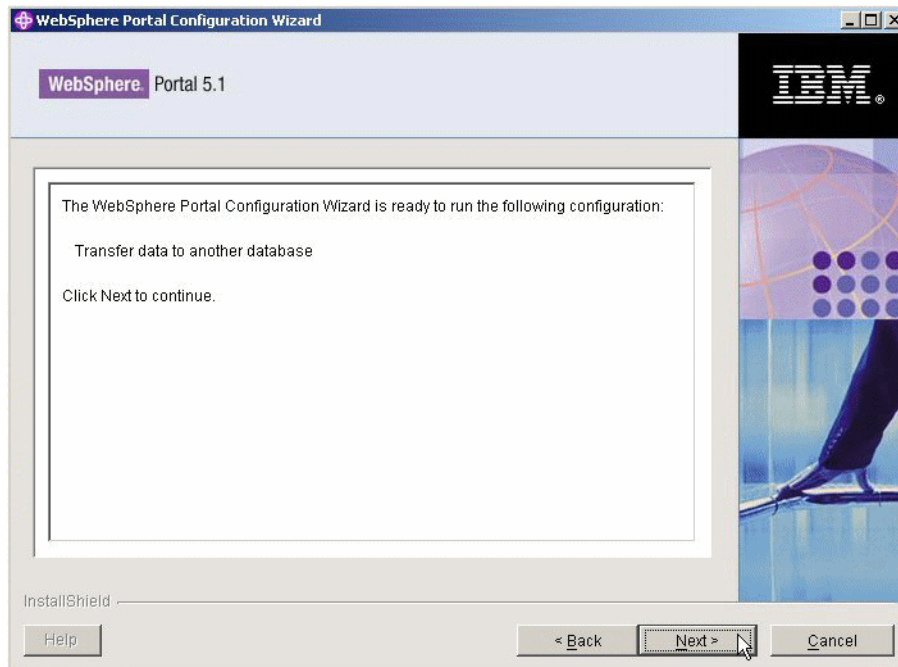 WebSphere Portal Configuration Wizard
WebSphere. Portal 5.1
IBM®
The WebSphere Portal Configuration Wizard is ready to run the following configuration:
Transfer data to another database
Click Next to continue.
InstallShield
Help
< Back
Next >
Cancel